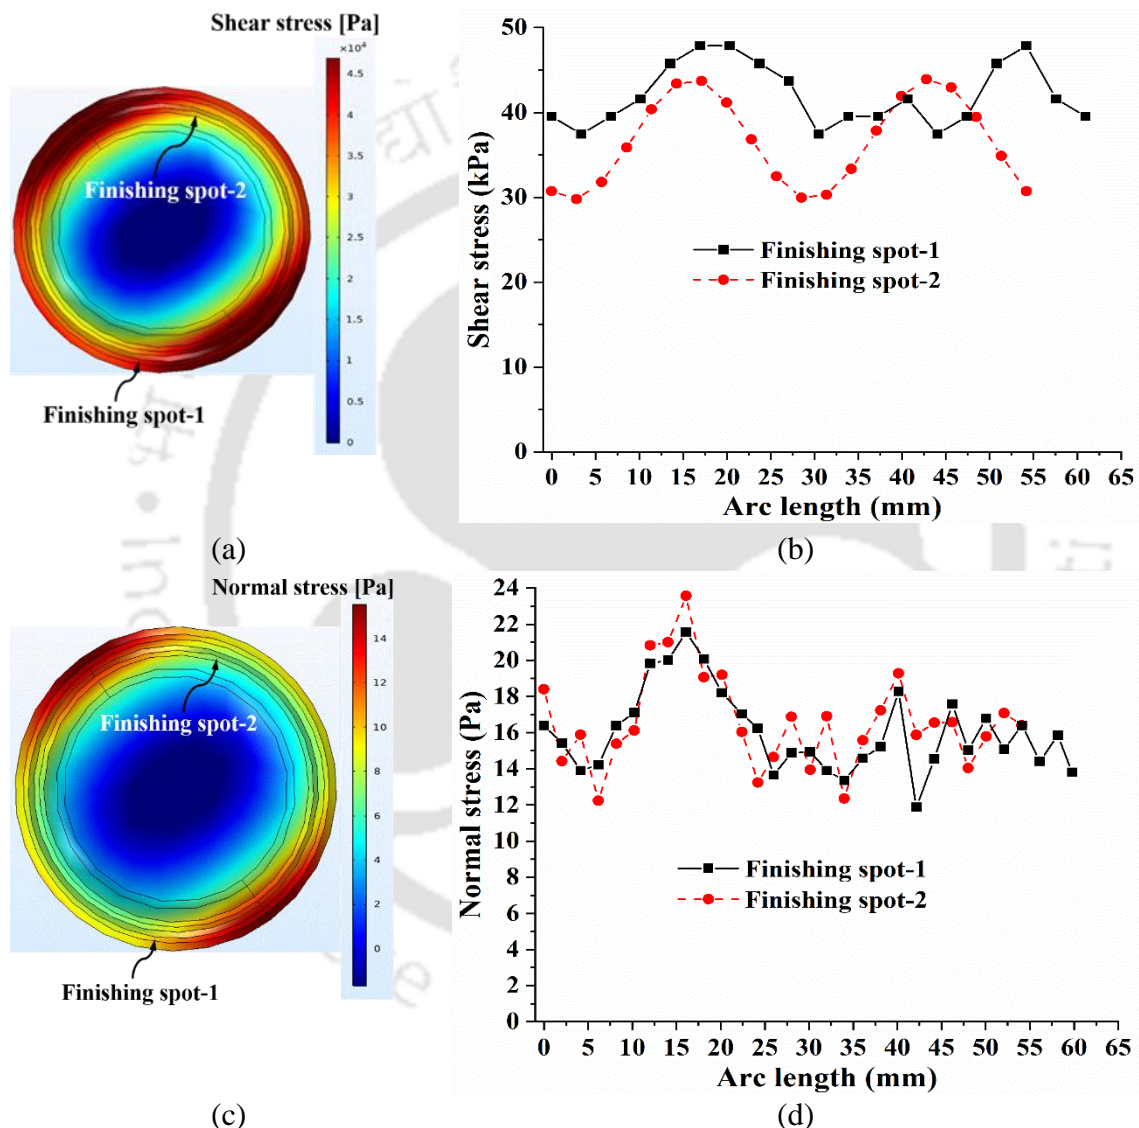 Shear stress [Pa]
×10⁴
4.5
4
3.5
3
2.5
2
1.5
1
0.5
0
Finishing spot-2
Finishing spot-1
(a)
50
40
30
20
10
0
Shear stress (kPa)
Finishing spot-1
Finishing spot-2
0 5 10 15 20 25 30 35 40 45 50 55 60 65
Arc length (mm)
(b)
Normal stress [Pa]
14
12
10
8
6
4
2
0
Finishing spot-2
Finishing spot-1
(c)
24
22
20
18
16
14
12
10
8
6
4
2
0
Normal stress (Pa)
Finishing spot-1
Finishing spot-2
0 5 10 15 20 25 30 35 40 45 50 55 60 65
Arc length (mm)
(d)